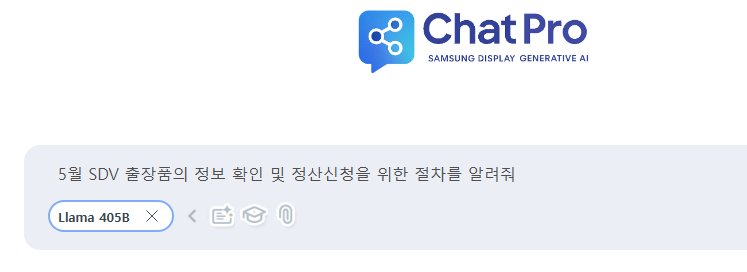 Chat Pro
SAMSUNG DISPLAY GENERATIVE AI
5월 SDV 출장품의 정보 확인 및 정산신청을 위한 절차를 알려줘
Llama 405B